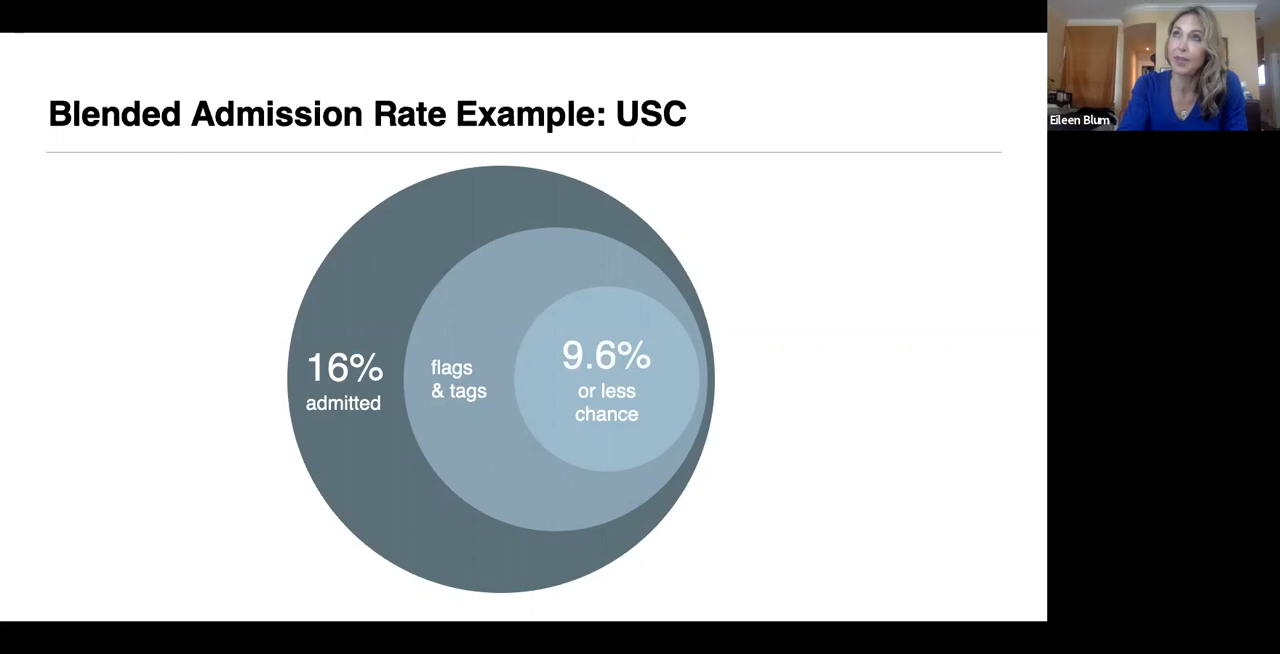 Blended Admission Rate Example: USC
16%
admitted
flags
& tags
9.6%
or less
chance
Eileen Blum